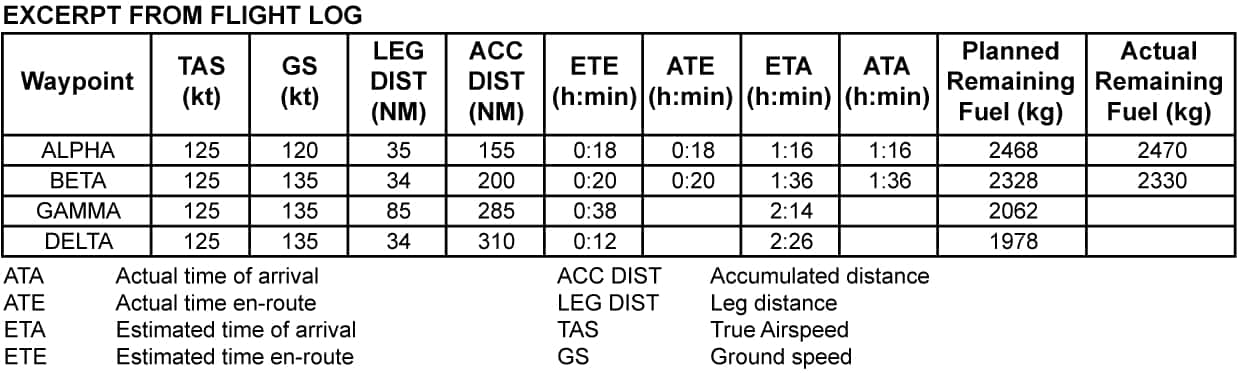 EXCERPT FROM FLIGHT LOG
Waypoint TAS (kt) GS (kt) LEG DIST (NM) ACC DIST (NM) ETE (h:min) ATE (h:min) ETA (h:min) ATA (h:min) Planned Remaining Fuel (kg) Actual Remaining Fuel (kg)
ALPHA 125 120 35 155 0:18 0:18 1:16 1:16 2468 2470
BETA 125 135 34 200 0:20 0:20 1:36 1:36 2328 2330
GAMMA 125 135 85 285 0:38 2:14 2062
DELTA 125 135 34 310 0:12 2:26 1978
ATA Actual time of arrival ACC DIST Accumulated distance
ATE Actual time en-route LEG DIST Leg distance
ETA Estimated time of arrival TAS True Airspeed
ETE Estimated time en-route GS Ground speed